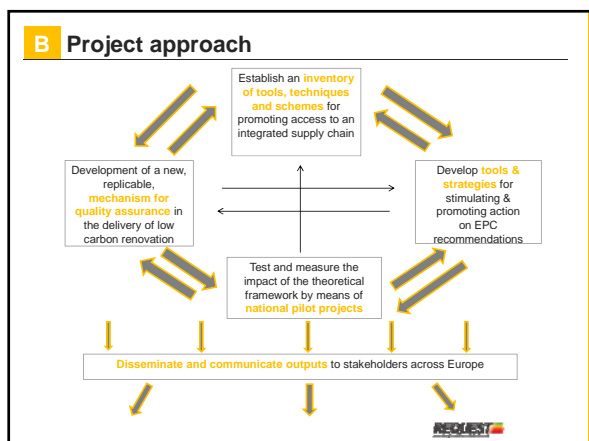 B Project approach
Establish an inventory
of tools, techniques
and schemes for
promoting access to an
integrated supply chain
Development of a new,
replicable,
mechanism for
quality assurance in
the delivery of low
carbon renovation
Develop tools &
strategies for
stimulating &
promoting action
on EPC
recommendations
Test and measure the
impact of the theoretical
framework by means of
national pilot projects
Disseminate and communicate outputs to stakeholders across Europe
REQUEST